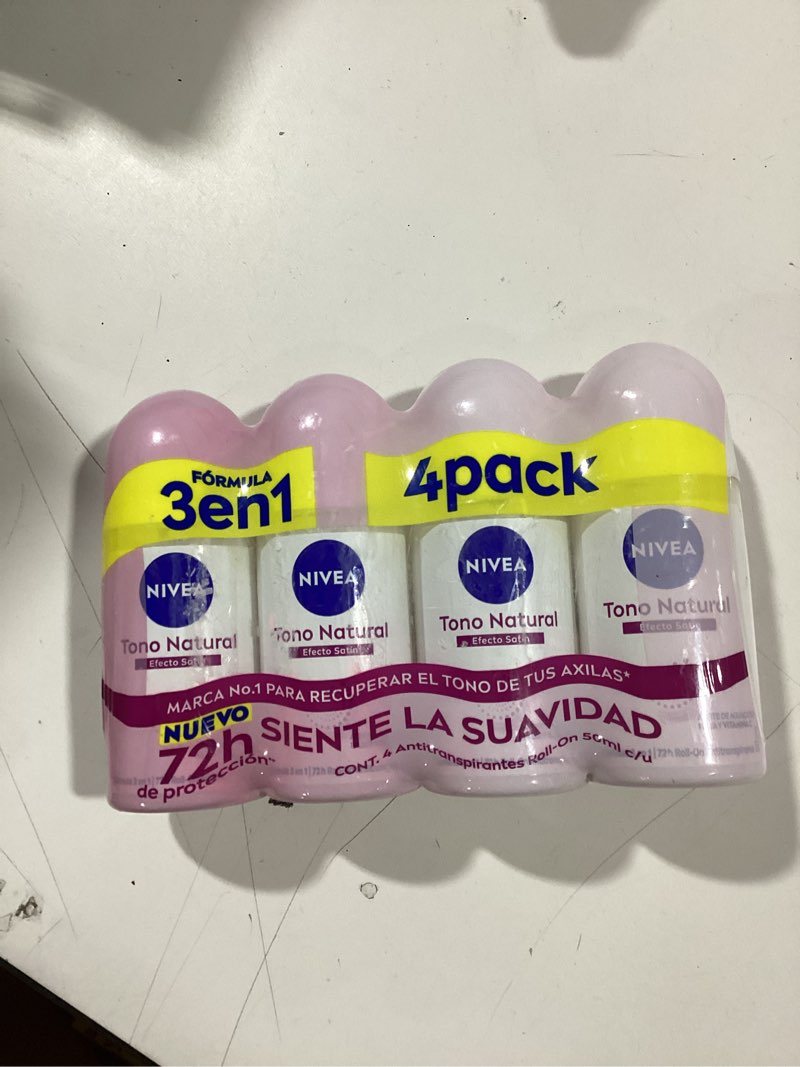 FÓRMULA
3en1
4pack
NIVEA
Tono Natural
Efecto Satin
NIVEA
Tono Natural
Efecto Satin
NIVEA
Tono Natural
Efecto Satin
NIVEA
Tono Natural
Efecto Satin
MARCA No.1 PARA RECUPERAR EL TONO DE TUS AXILAS*
NUEVO
72h
de protección
SIENTE LA SUAVIDAD
CONT. 4 Antitranspirantes Roll-On 50ml c/u